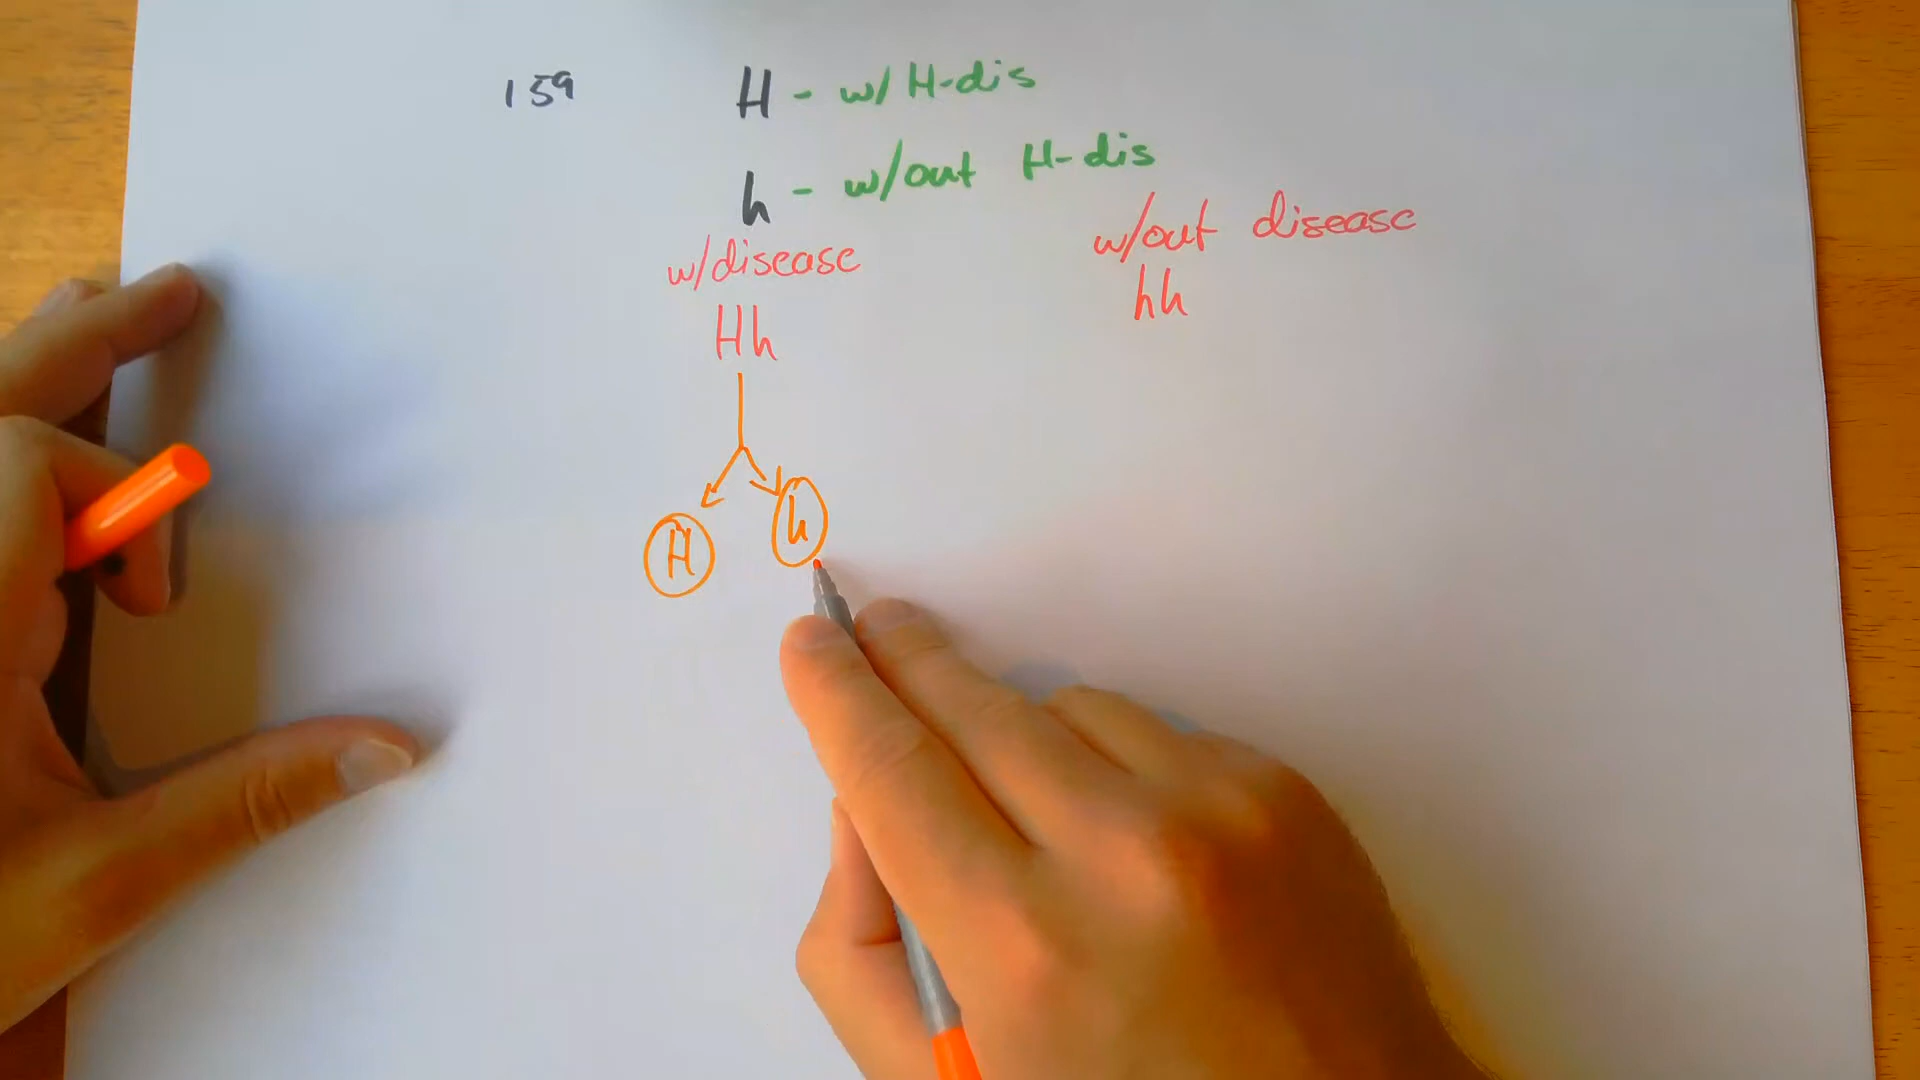 159
H - w/ H-dis
h - w/out H-dis
w/disease
w/out disease
Hh
hh
H
h